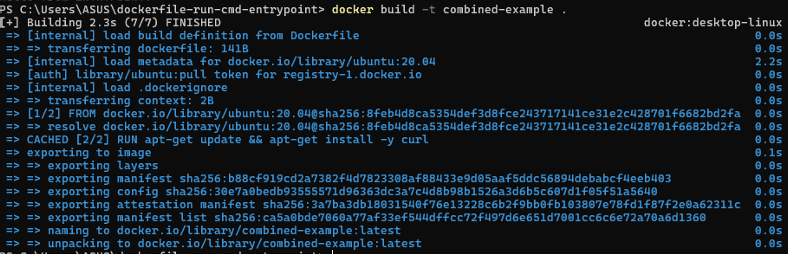 PS C:\Users\ASUS\dockerfile-run-cmd-entrypoint> docker build -t combined-example .
[+] Building 2.3s (7/7) FINISHED docker:desktop-linux
=> [internal] load build definition from Dockerfile 0.0s
=> => transferring dockerfile: 141B 0.0s
=> [internal] load metadata for docker.io/library/ubuntu:20.04 2.2s
=> [auth] library/ubuntu:pull token for registry-1.docker.io 0.0s
=> [internal] load .dockerignore 0.0s
=> => transferring context: 2B 0.0s
=> [1/2] FROM docker.io/library/ubuntu:20.04@sha256:8feb4d8ca5354def3d8fce243717141ce31e2c428701f6682bd2fa 0.0s
=> => resolve docker.io/library/ubuntu:20.04@sha256:8feb4d8ca5354def3d8fce243717141ce31e2c428701f6682bd2fa 0.0s
=> CACHED [2/2] RUN apt-get update && apt-get install -y curl 0.0s
=> exporting to image 0.1s
=> => exporting layers 0.0s
=> => exporting manifest sha256:b88cf919cd2a7382f4d7823308af88433e9d05aaf5ddc56894debabcf4eeb403 0.0s
=> => exporting config sha256:30e7a0bedb93555571d96363dc3a7c4d8b98b1526a3d6b5c607d1f05f51a5640 0.0s
=> => exporting attestation manifest sha256:3a7ba3db18031540f76e13228c6b2f9bb0fb103807e78fd1f87f2e0a62311c 0.0s
=> => exporting manifest list sha256:ca5a0bde7060a77af33ef544dffcc72f497d6e651d7001cc6c6e72a70a6d1360 0.0s
=> => naming to docker.io/library/combined-example:latest 0.0s
=> => unpacking to docker.io/library/combined-example:latest 0.0s